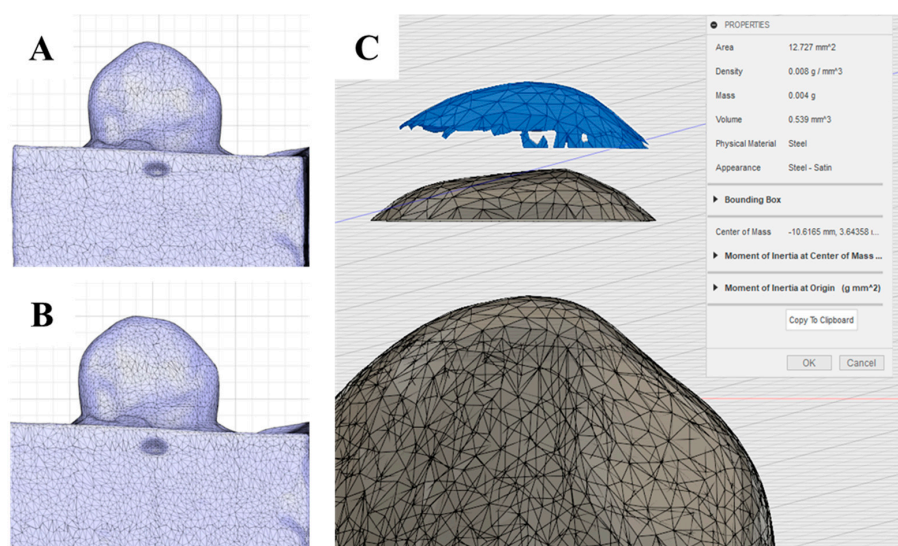 A
B
C
PROPERTIES
Area 12.727 mm^2
Density 0.008 g / mm^3
Mass 0.004 g
Volume 0.539 mm^3
Physical Material Steel
Appearance Steel - Satin
Bounding Box
Center of Mass -10.6165 mm, 3.64358 ı...
Moment of Inertia at Center of Mass ...
Moment of Inertia at Origin (g mm^2)
Copy To Clipboard
OK Cancel